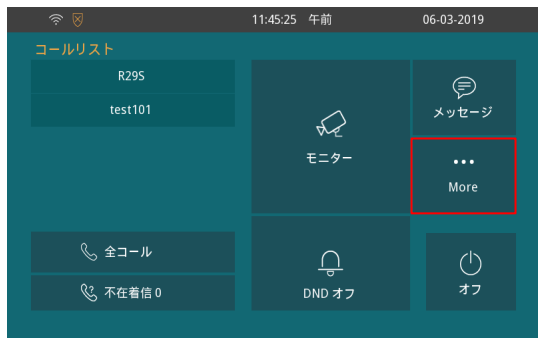 11:45:25 午前 06-03-2019
コールリスト
R29S
test101
モニター
メッセージ
More
全コール
不在着信 0
DND オフ
オフ